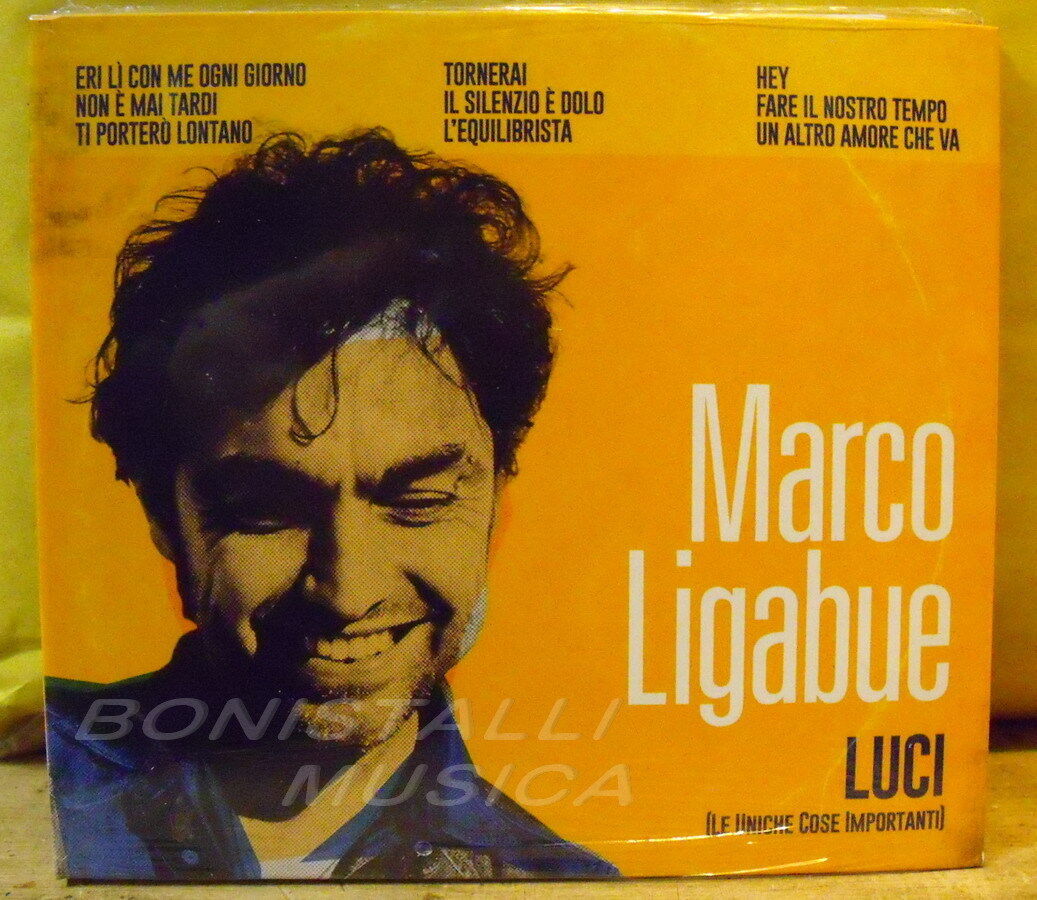 ERI LÌ CON ME OGNI GIORNO
NON È MAI TARDI
TI PORTERÒ LONTANO
TORNERAI
IL SILENZIO È DOLO
L'EQUILIBRISTA
HEY
FARE IL NOSTRO TEMPO
UN ALTRO AMORE CHE VA
Marco
Ligabue
LUCI
(LE UNICHE COSE IMPORTANTI)
BONISTALLI
MUSICA